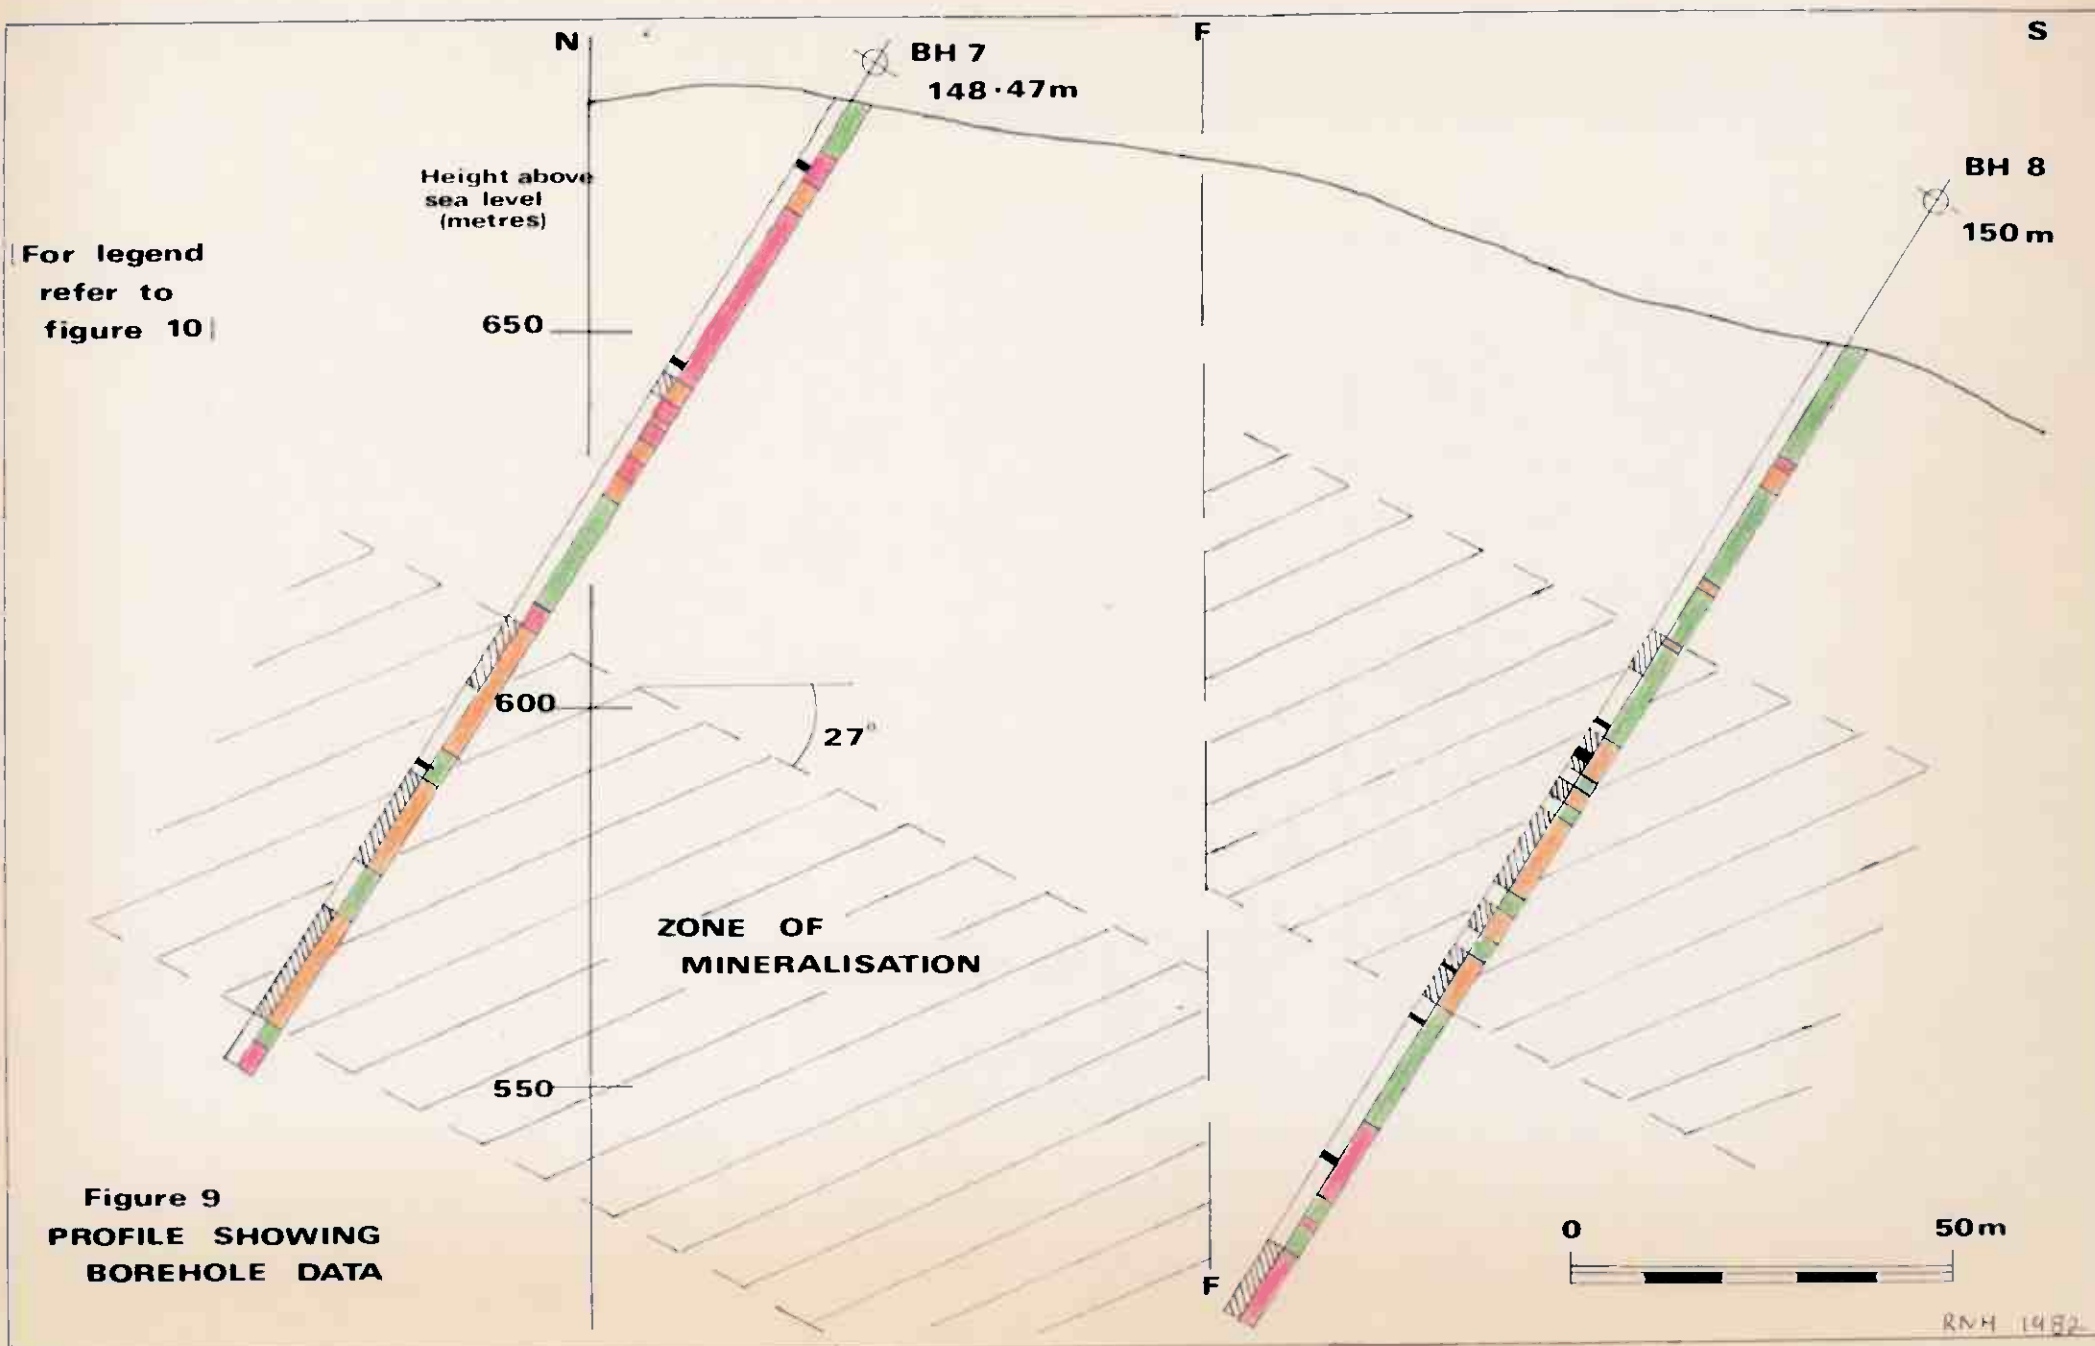 N
F
S
BH 7
148·47m
BH 8
150 m
Height above
sea level
(metres)
For legend
refer to
figure 10
650
600
27°
ZONE OF
MINERALISATION
550
Figure 9
PROFILE SHOWING
BOREHOLE DATA
F
0 50m
RNH 1982